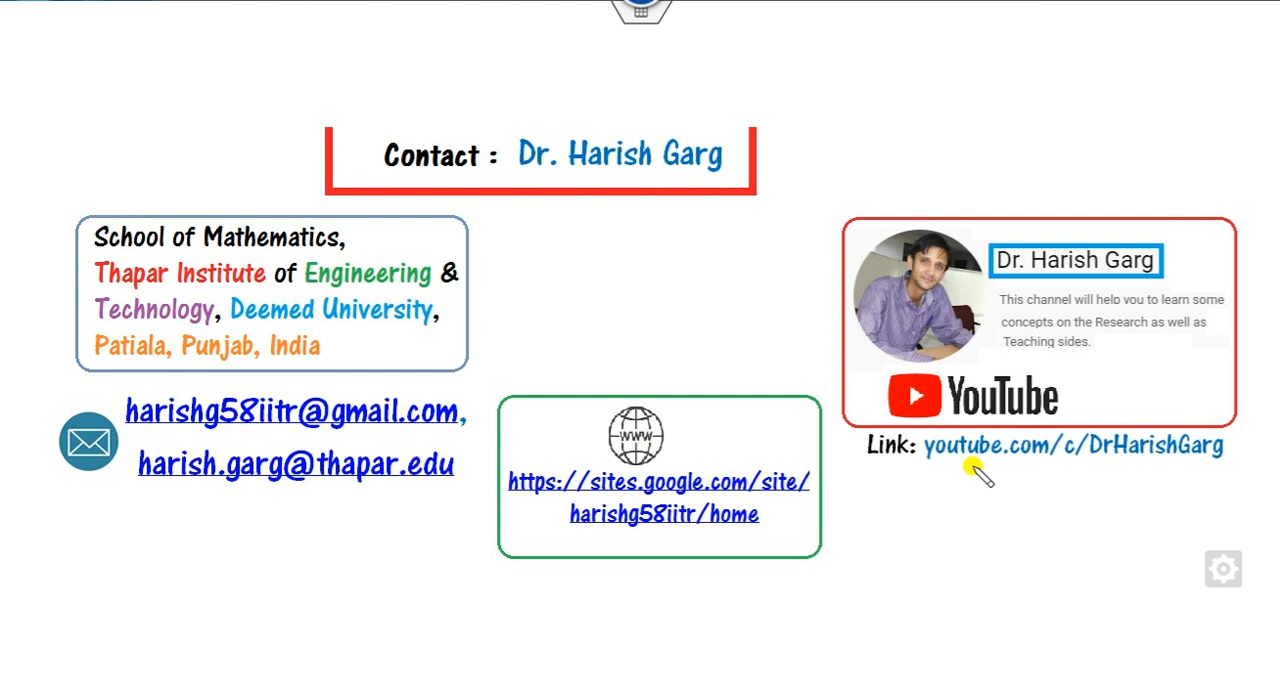 Contact : Dr. Harish Garg
School of Mathematics,
Thapar Institute of Engineering &
Technology, Deemed University,
Patiala, Punjab, India
harishg58iitr@gmail.com,
harish.garg@thapar.edu
WWW
https://sites.google.com/site/
harishg58iitr/home
Dr. Harish Garg
This channel will help you to learn some
concepts on the Research as well as
Teaching sides.
YouTube
Link: youtube.com/c/DrHarishGarg